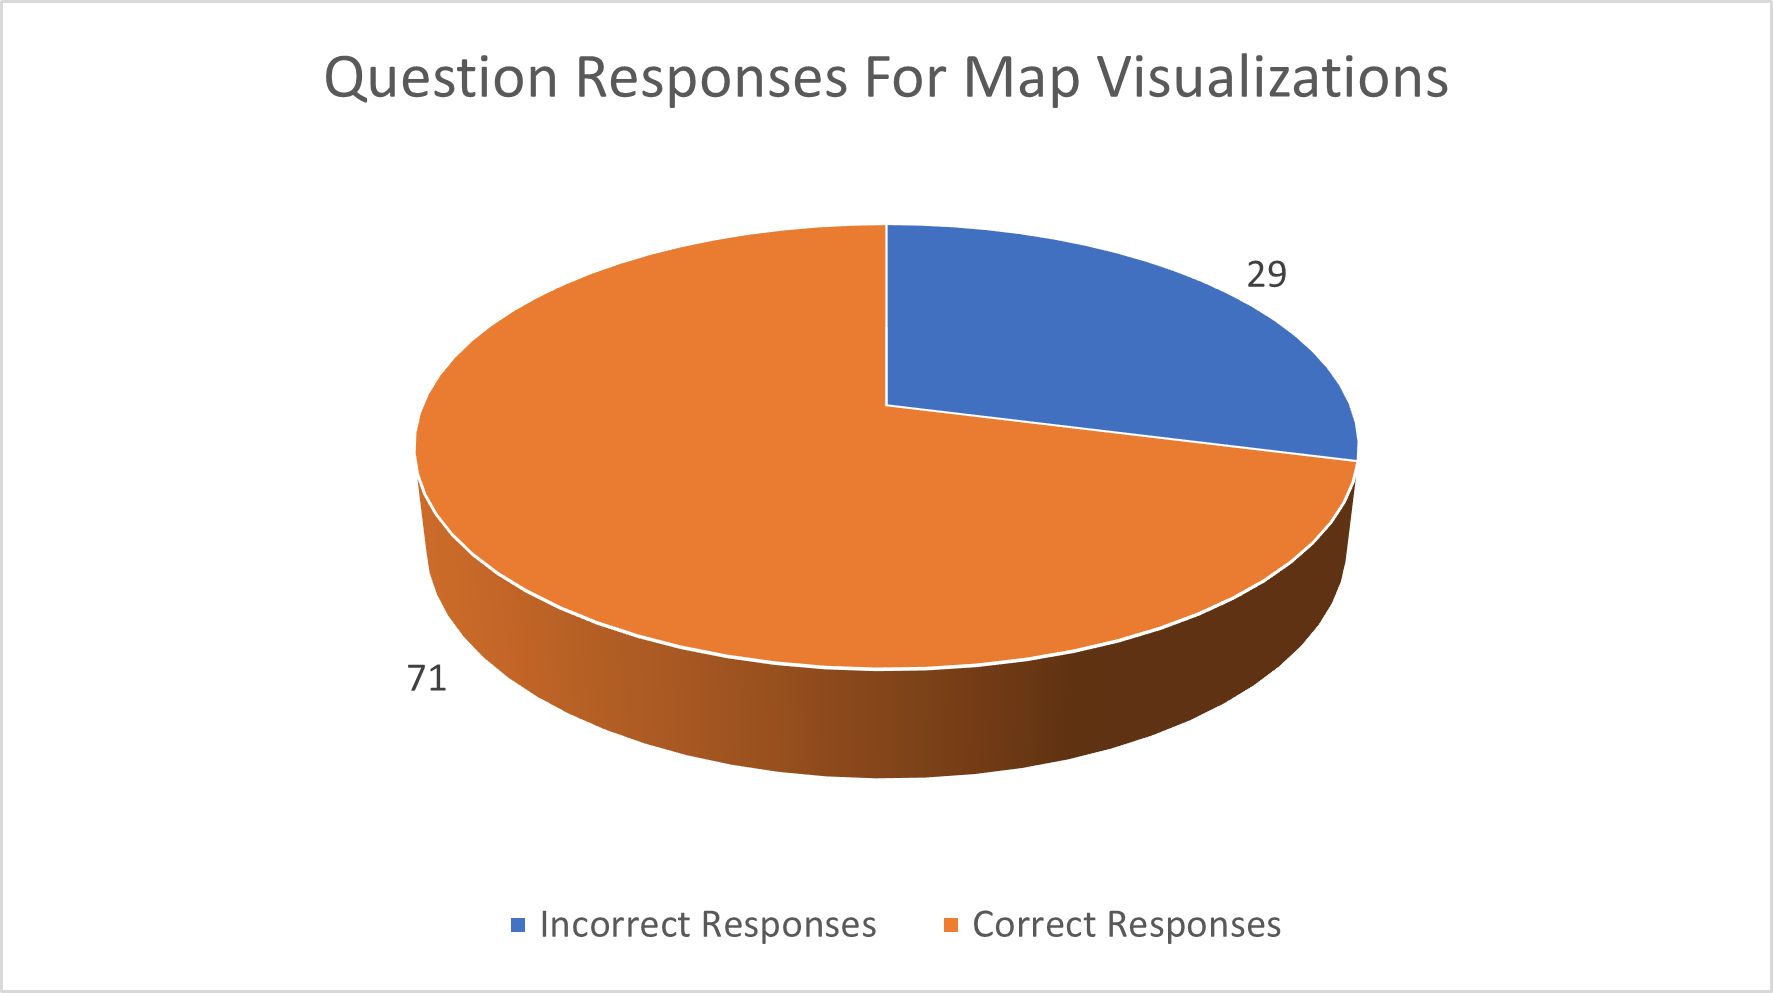 Question Responses For Map Visualizations
29
71
Incorrect Responses
Correct Responses